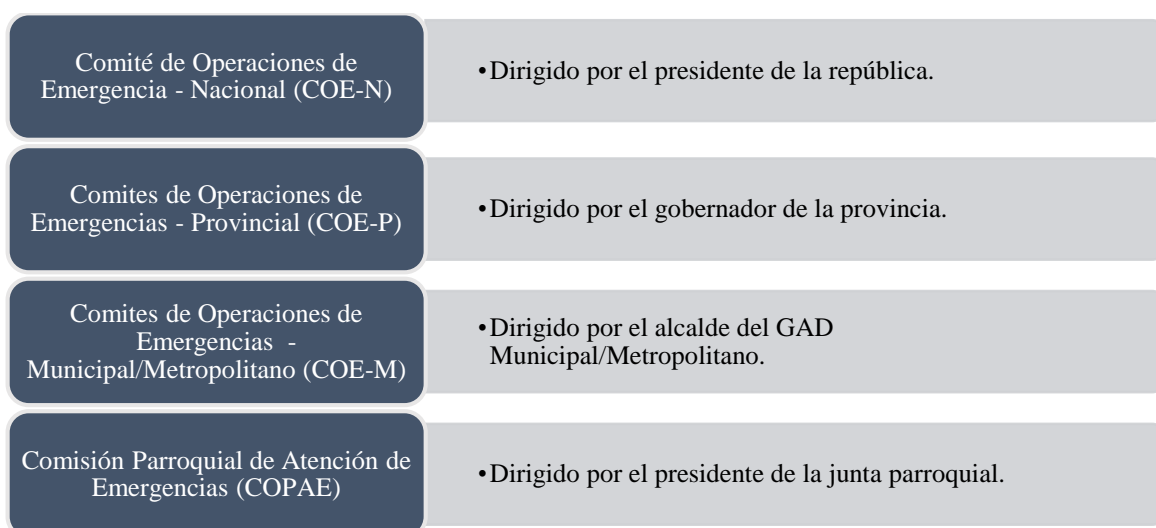 Comité de Operaciones de
Emergencia - Nacional (COE-N)
•Dirigido por el presidente de la república.
Comites de Operaciones de
Emergencias - Provincial (COE-P)
•Dirigido por el gobernador de la provincia.
Comites de Operaciones de
Emergencias -
Municipal/Metropolitano (COE-M)
•Dirigido por el alcalde del GAD
Municipal/Metropolitano.
Comisión Parroquial de Atención de
Emergencias (COPAE)
•Dirigido por el presidente de la junta parroquial.